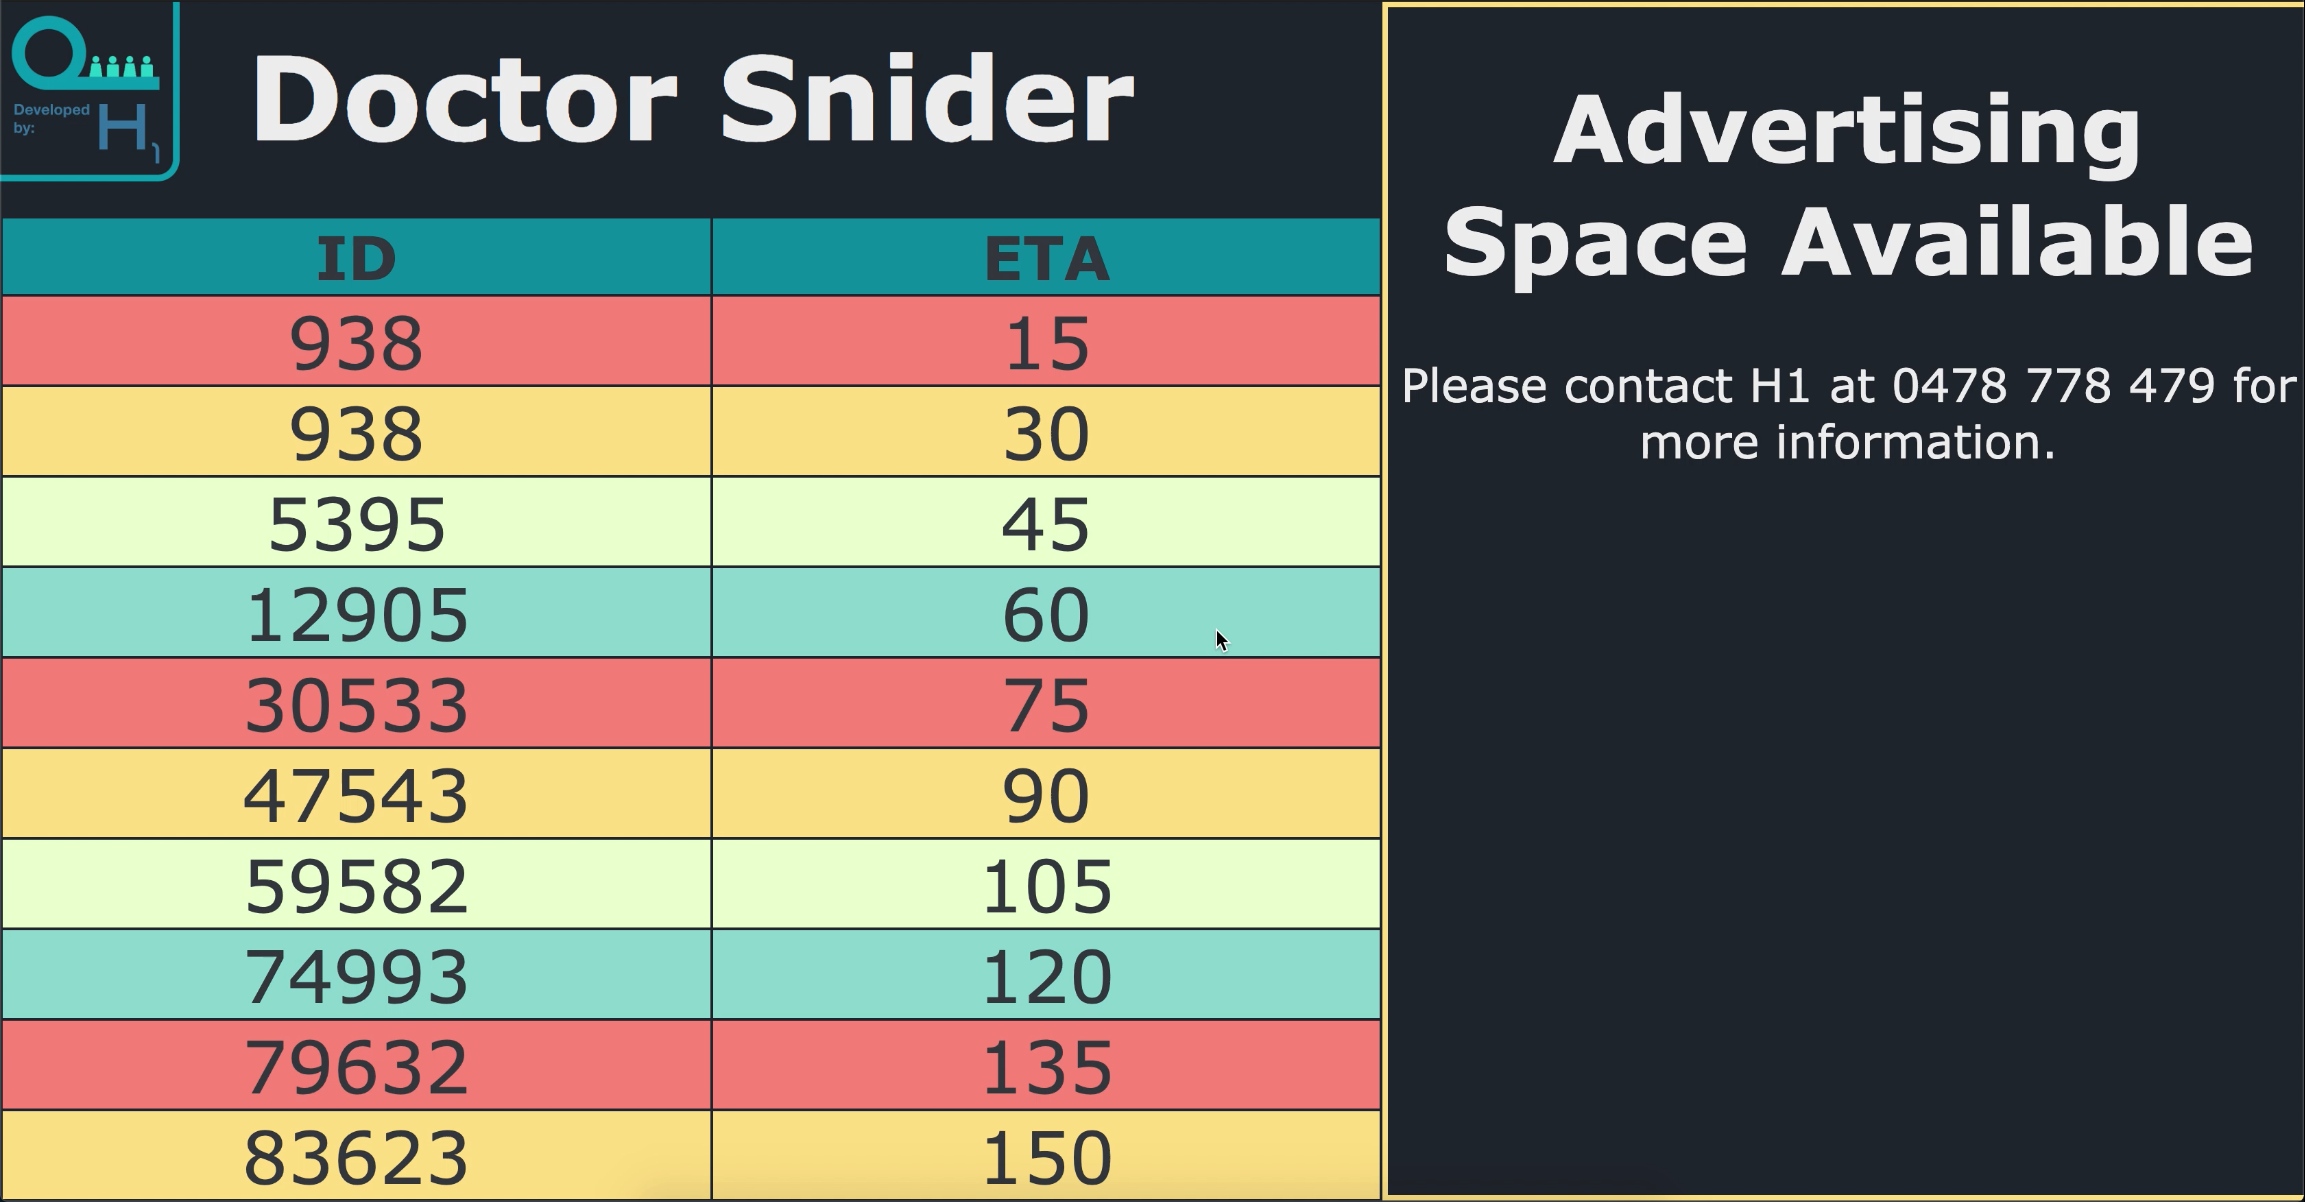 Developed
by:
H1
Doctor Snider
ID ETA
938 15
938 30
5395 45
12905 60
30533 75
47543 90
59582 105
74993 120
79632 135
83623 150
Advertising
Space Available
Please contact H1 at 0478 778 479 for
more information.